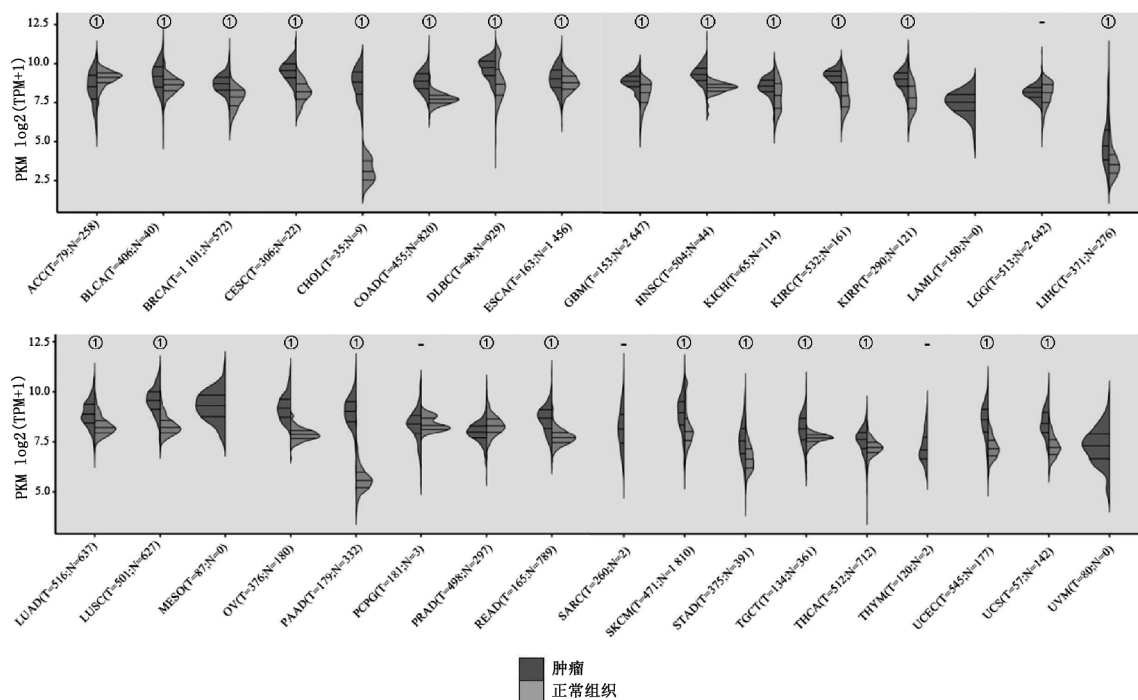 PKM log2(TPM+1)
12.5
10.0
7.5
5.0
2.5
① ① ① ① ① ① ① ① ① ① ① ① ① - ①
ACC(T=79;N=258)
BLCA(T=406;N=40)
BRCA(T=1 101;N=572)
CESC(T=306;N=22)
CHOL(T=35;N=9)
COAD(T=455;N=820)
DLBC(T=48;N=929)
ESCA(T=163;N=1 456)
GBM(T=153;N=2 647)
HNSC(T=504;N=44)
KICH(T=65;N=114)
KIRC(T=532;N=161)
KIRP(T=290;N=121)
LAML(T=150;N=0)
LGG(T=513;N=2 642)
LIHC(T=371;N=276)
PKM log2(TPM+1)
12.5
10.0
7.5
5.0
① ① ① ① - ① ① - ① ① ① ① - ① ①
LUAD(T=516;N=637)
LUSC(T=501;N=627)
MESO(T=87;N=0)
OV(T=376;N=180)
PAAD(T=179;N=332)
PCPG(T=181;N=3)
PRAD(T=498;N=297)
READ(T=165;N=789)
SARC(T=260;N=2)
SKCM(T=471;N=1 810)
STAD(T=375;N=391)
TGCT(T=134;N=361)
THCA(T=512;N=712)
THYM(T=120;N=2)
UCEC(T=545;N=177)
UCS(T=57;N=142)
UVM(T=80;N=0)
肿瘤
正常组织